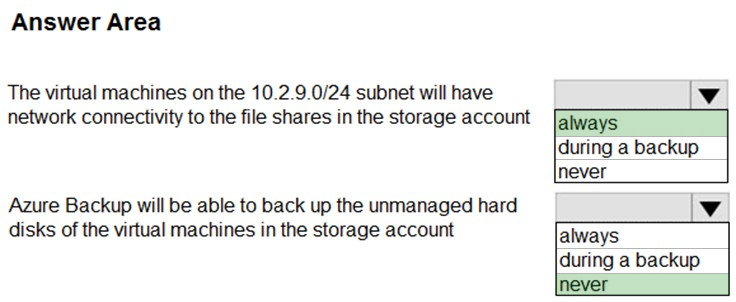 Answer Area
The virtual machines on the 10.2.9.0/24 subnet will have
network connectivity to the file shares in the storage account
always
during a backup
never
Azure Backup will be able to back up the unmanaged hard
disks of the virtual machines in the storage account
always
during a backup
never